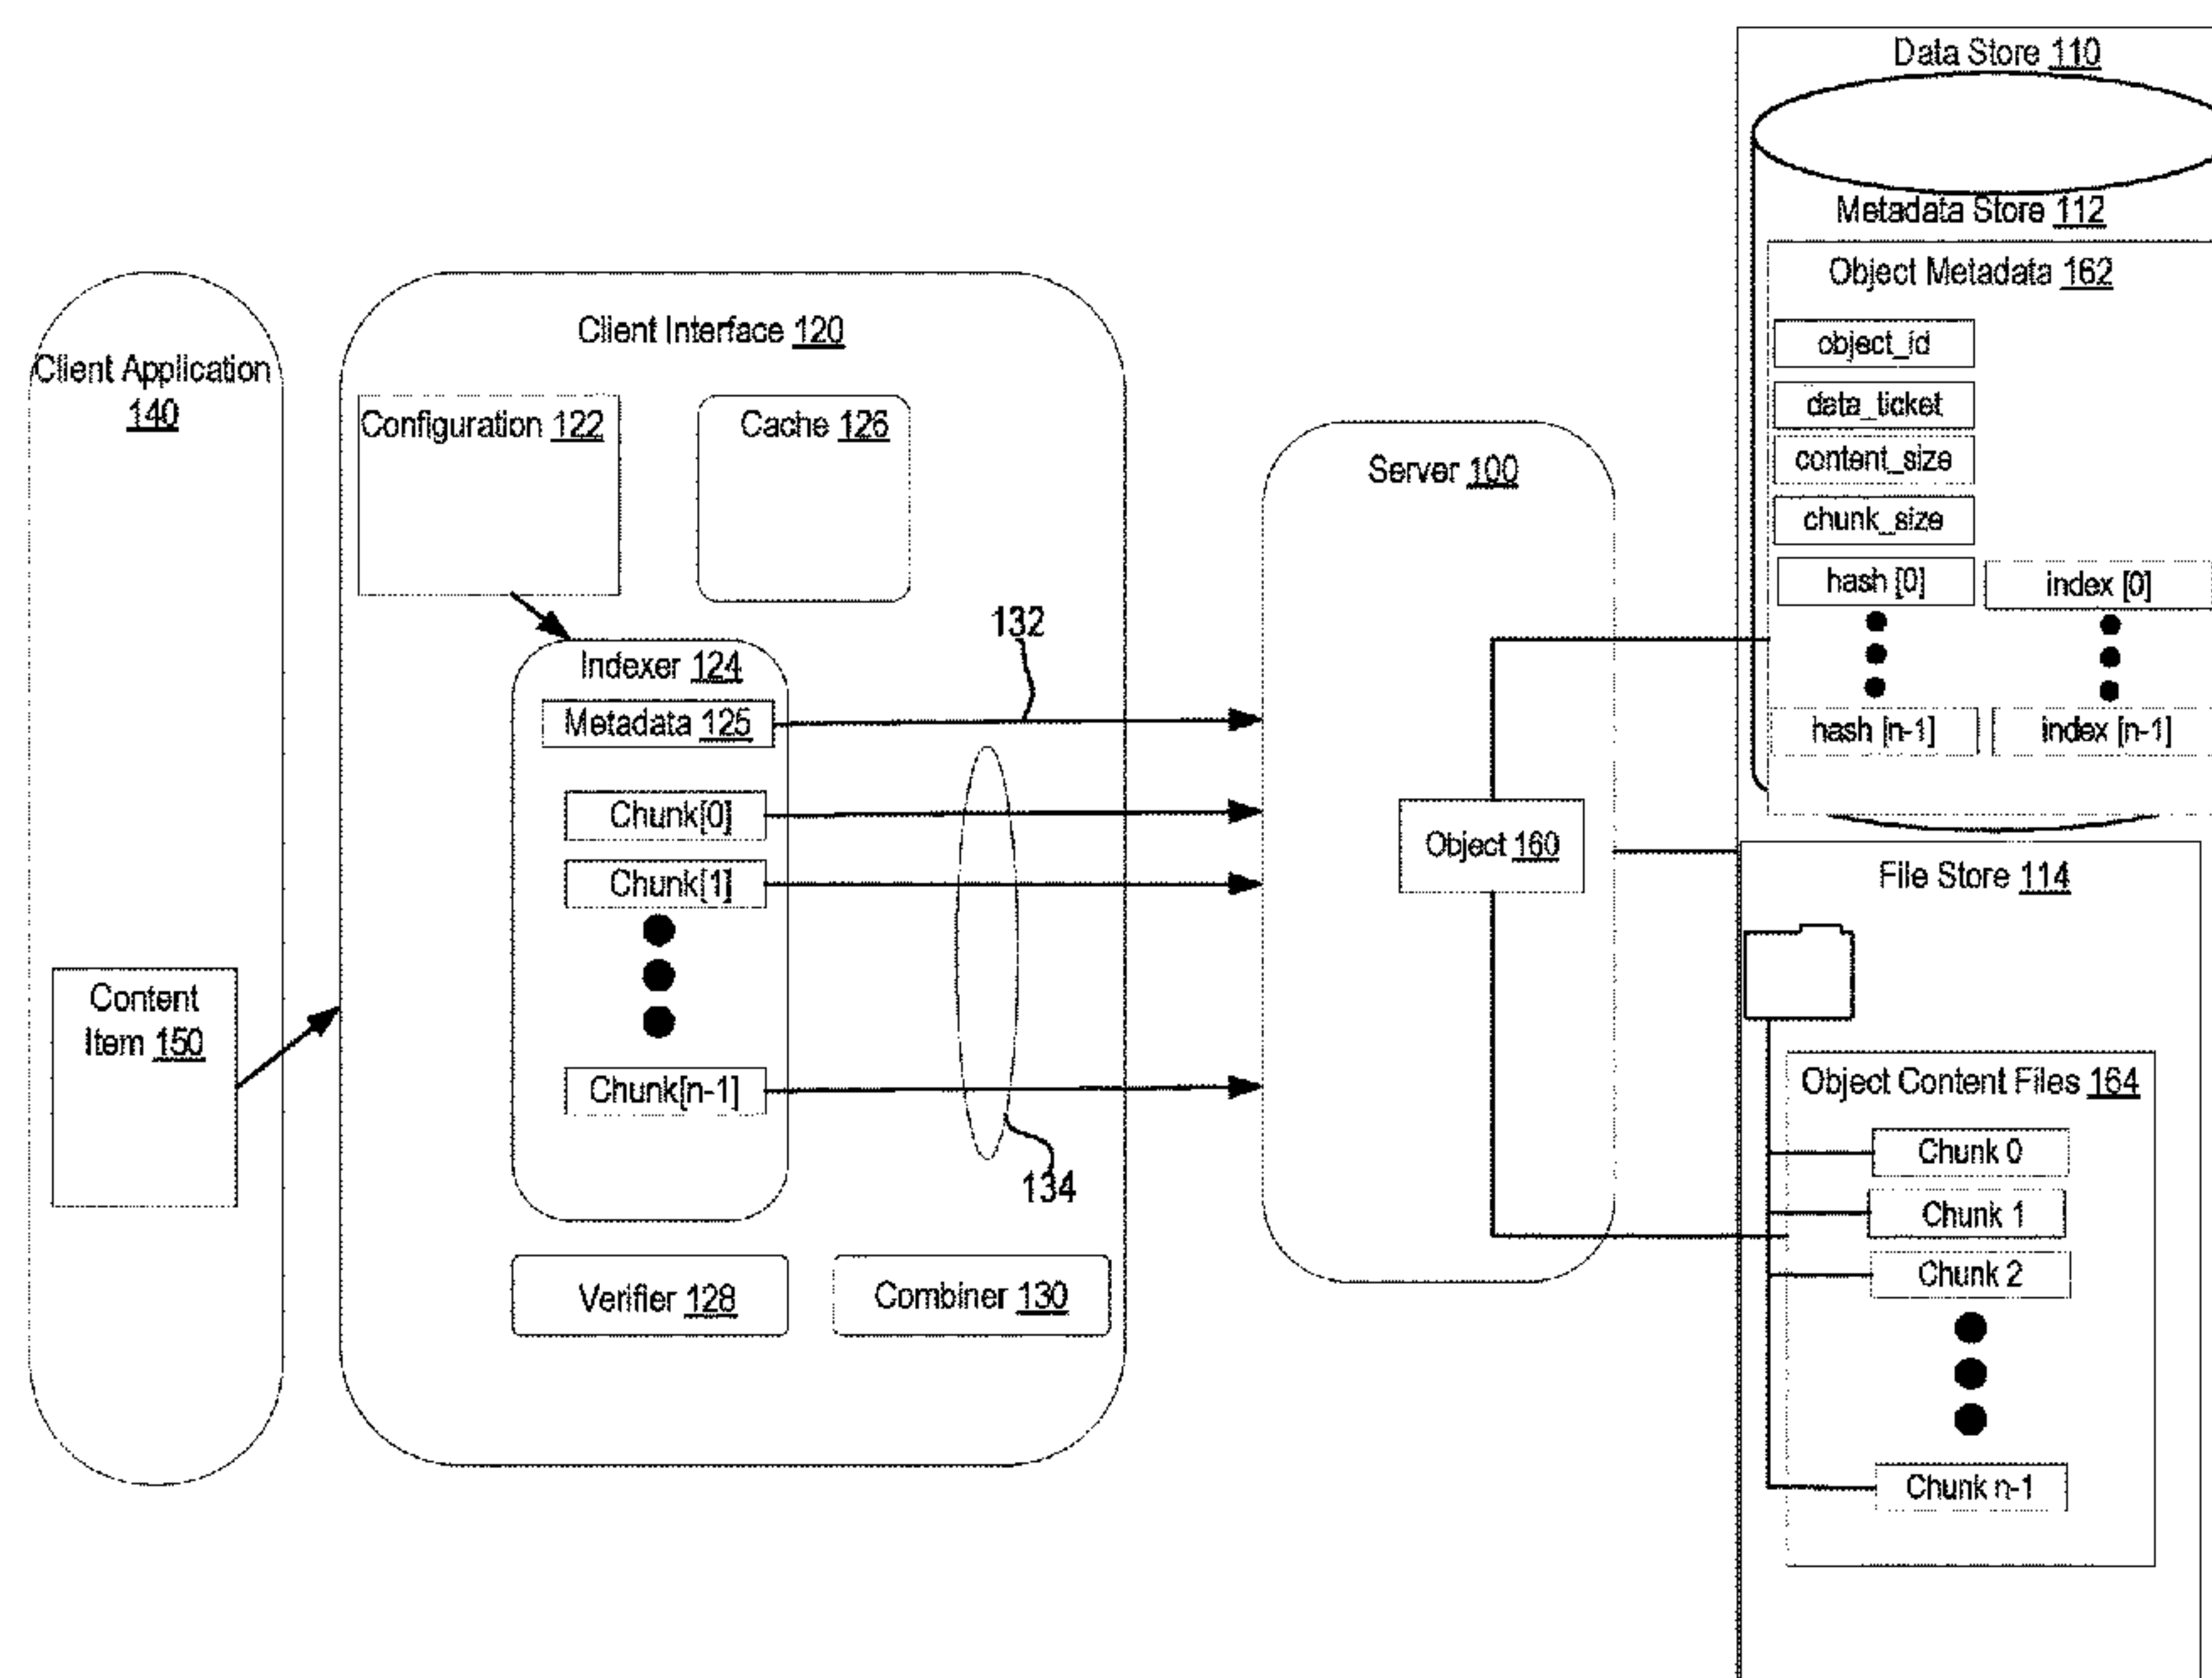 Data Store 110
Metadata Store 112
Object Metadata 162
object_id
data_ticket
content_size
chunk_size
hash [0]
index [0]
hash [n-1]
index [n-1]
Client Application
140
Content
Item 150
Client Interface 120
Configuration 122
Cache 126
Indexer 124
Metadata 125
Chunk[0]
Chunk[1]
Chunk[n-1]
132
134
Verifier 128
Combiner 130
Server 100
Object 160
File Store 114
Object Content Files 164
Chunk 0
Chunk 1
Chunk 2
Chunk n-1